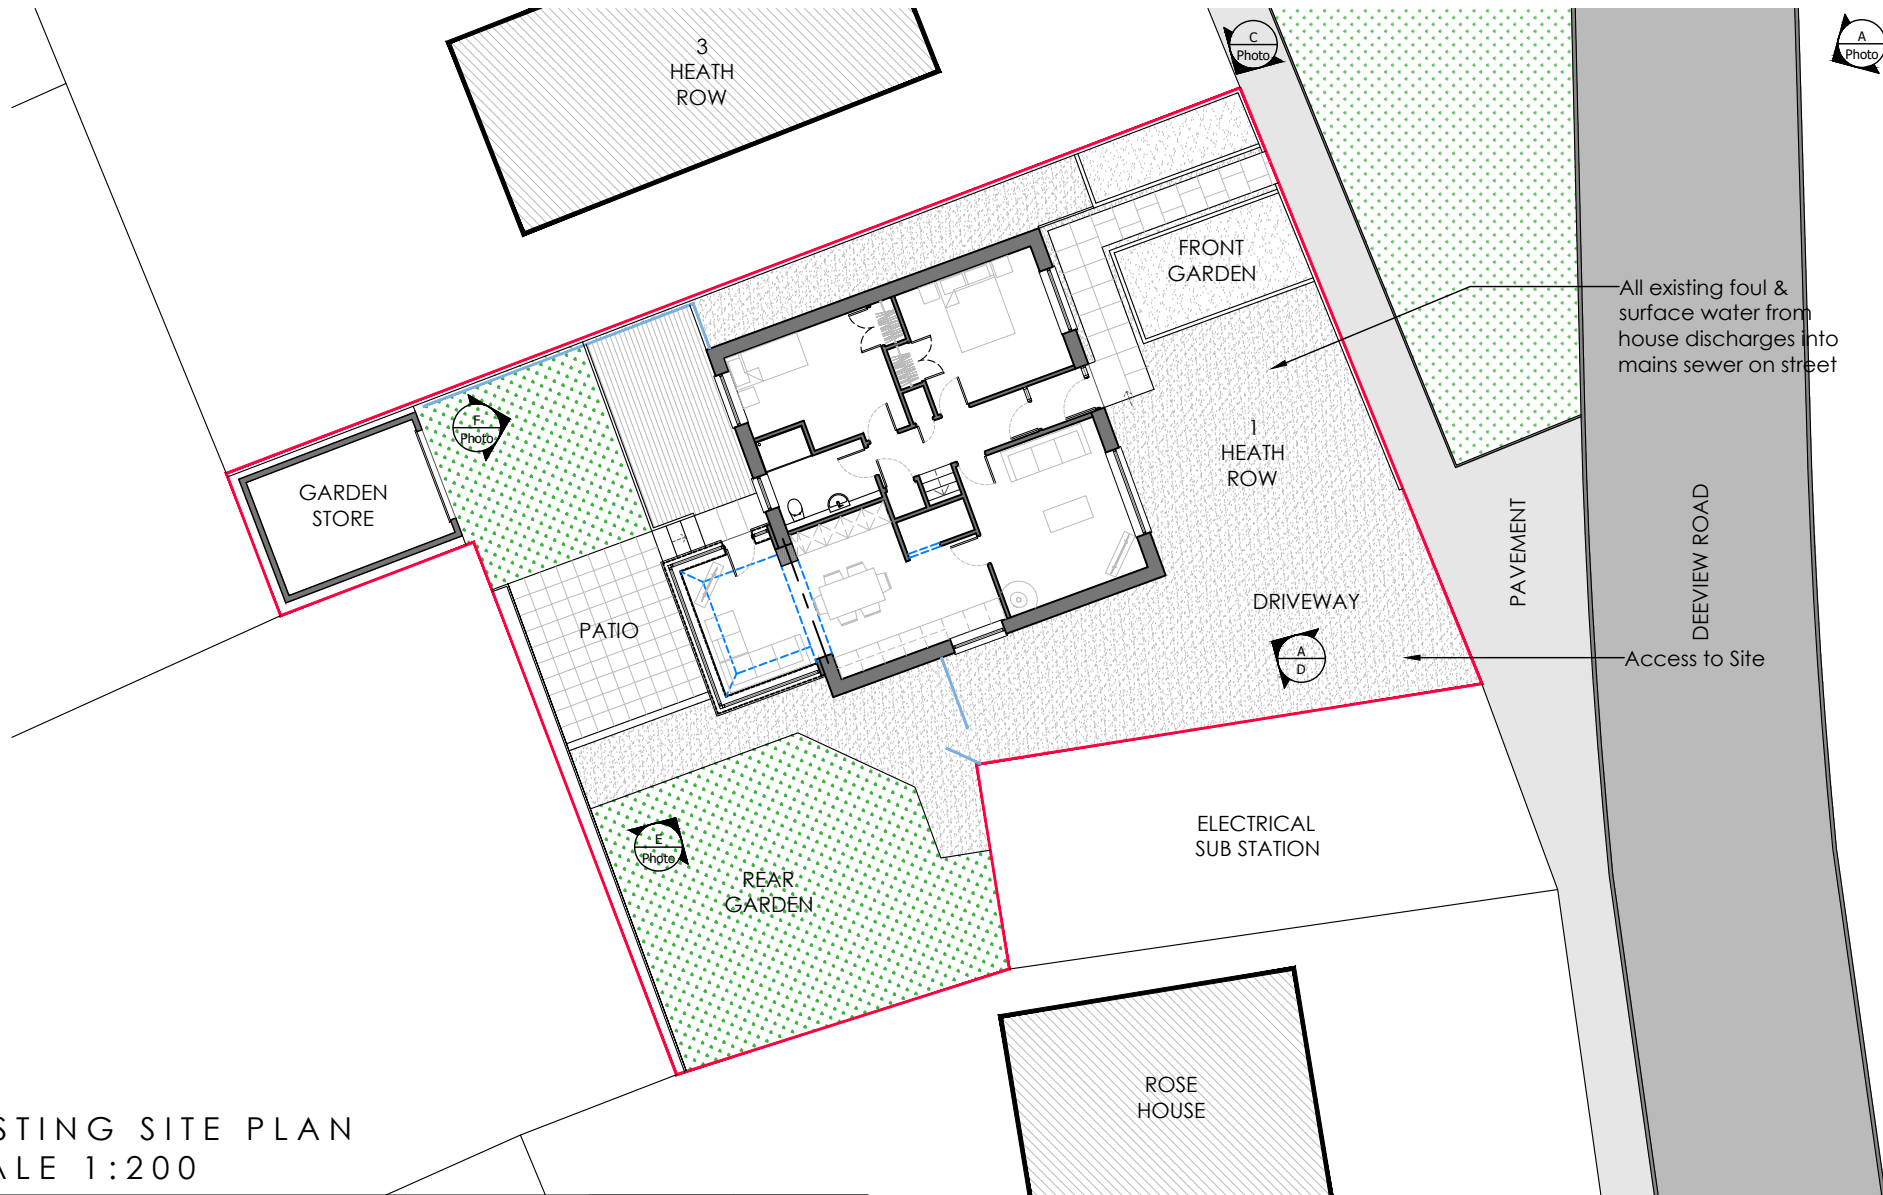 3
HEATH
ROW
C
Photo
A
Photo
FRONT
GARDEN
All existing foul &
surface water from
house discharges into
mains sewer on street
F
Photo
1
HEATH
ROW
GARDEN
STORE
PAVEMENT
DEEVIEW ROAD
PATIO
DRIVEWAY
A
D
Access to Site
ELECTRICAL
SUB STATION
E
Photo
REAR
GARDEN
ROSE
HOUSE
STING SITE PLAN
ALE 1:200